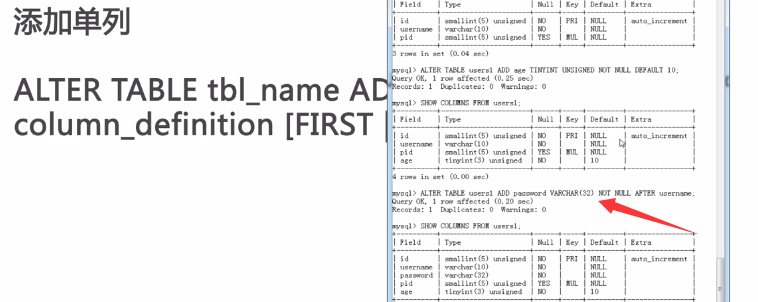 添加单列
ALTER TABLE tbl_name AD
column_definition [FIRST |
| Field | Type | Null | Key | Default | Extra |
| id | smallint(5) unsigned | NO | PRI | NULL | auto_increment |
| username | varchar(10) | NO | | NULL | |
| pid | smallint(5) unsigned | YES | MUL | NULL | |
3 rows in set (0.04 sec)
mysql> ALTER TABLE users1 ADD age TINYINT UNSIGNED NOT NULL DEFAULT 10;
Query OK, 1 row affected (0.25 sec)
Records: 1 Duplicates: 0 Warnings: 0
mysql> SHOW COLUMNS FROM users1;
| Field | Type | Null | Key | Default | Extra |
| id | smallint(5) unsigned | NO | PRI | NULL | auto_increment |
| username | varchar(10) | NO | | NULL | |
| pid | smallint(5) unsigned | YES | MUL | NULL | |
| age | tinyint(3) unsigned | NO | | 10 | |
4 rows in set (0.00 sec)
mysql> ALTER TABLE users1 ADD password VARCHAR(32) NOT NULL AFTER username;
Query OK, 1 row affected (0.20 sec)
Records: 1 Duplicates: 0 Warnings: 0
mysql> SHOW COLUMNS FROM users1;
| Field | Type | Null | Key | Default | Extra |
| id | smallint(5) unsigned | NO | PRI | NULL | auto_increment |
| username | varchar(10) | NO | | NULL | |
| password | varchar(32) | NO | | NULL | |
| pid | smallint(5) unsigned | YES | MUL | NULL | |
| age | tinyint(3) unsigned | NO | | 10 | |